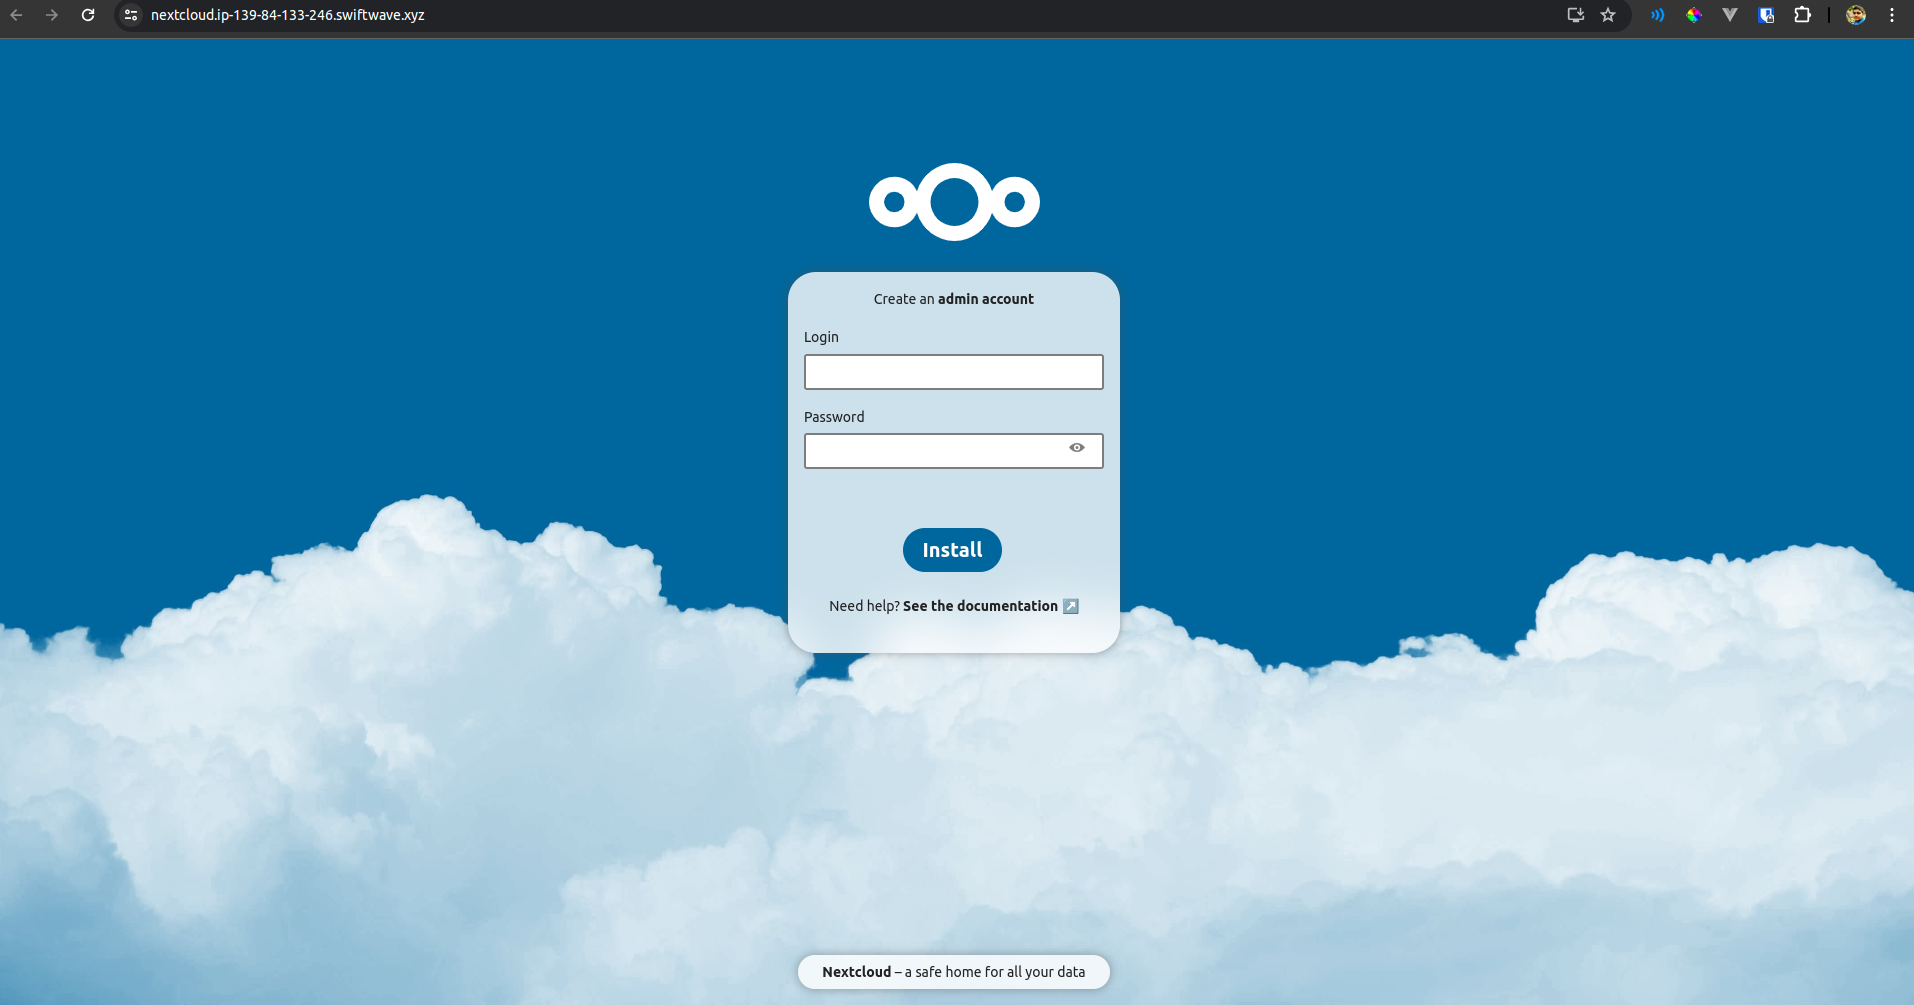 nextcloud.ip-139-84-133-246.swiftwave.xyz
Create an admin account
Login
Password
Install
Need help? See the documentation ↗
Nextcloud – a safe home for all your data